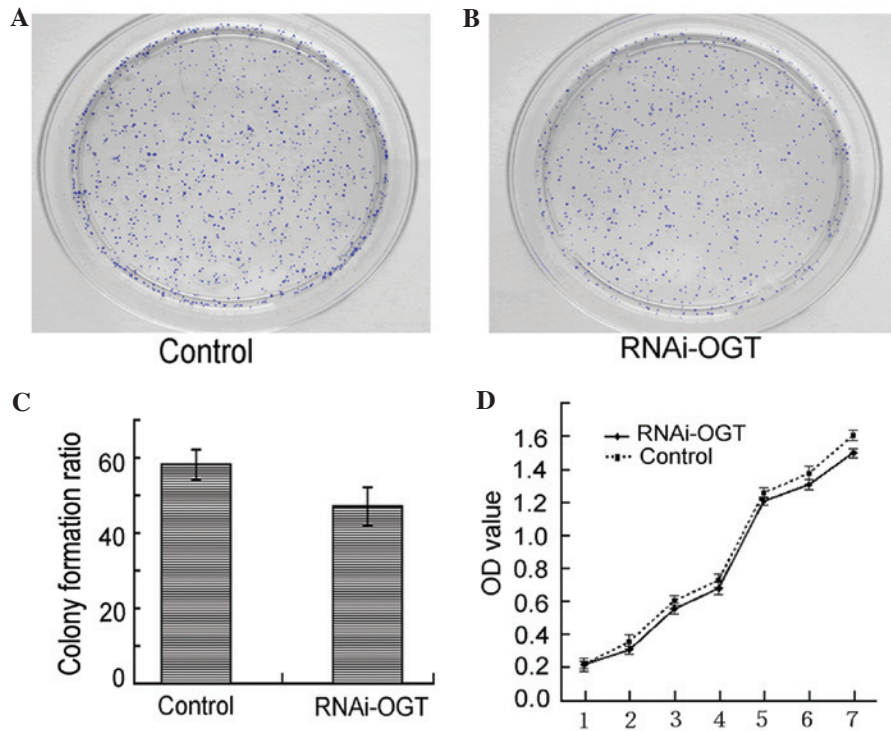 A
B
Control
RNAi-OGT
C
D
Colony formation ratio
60
40
20
0
Control
RNAi-OGT
OD value
1.6
1.4
1.2
1.0
0.8
0.6
0.4
0.2
0.0
RNAi-OGT
Control
1 2 3 4 5 6 7